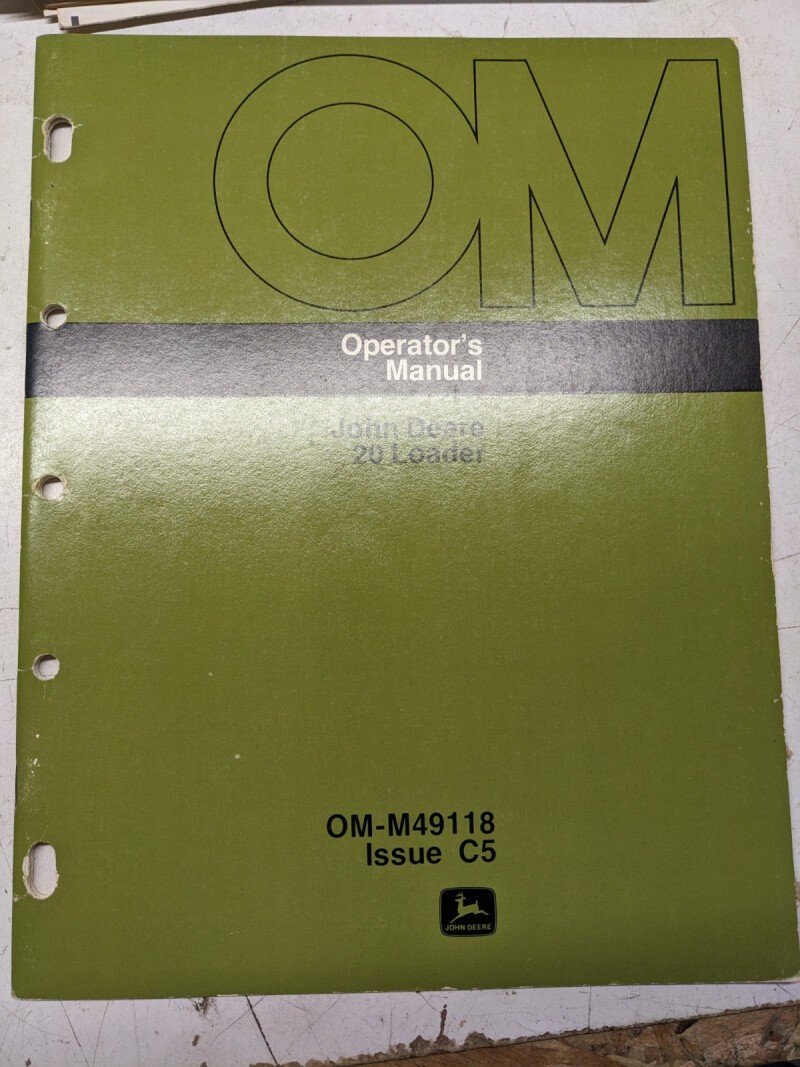 OM
Operator's
Manual
John Deere
20 Loader
OM-M49118
Issue C5
JOHN DEERE